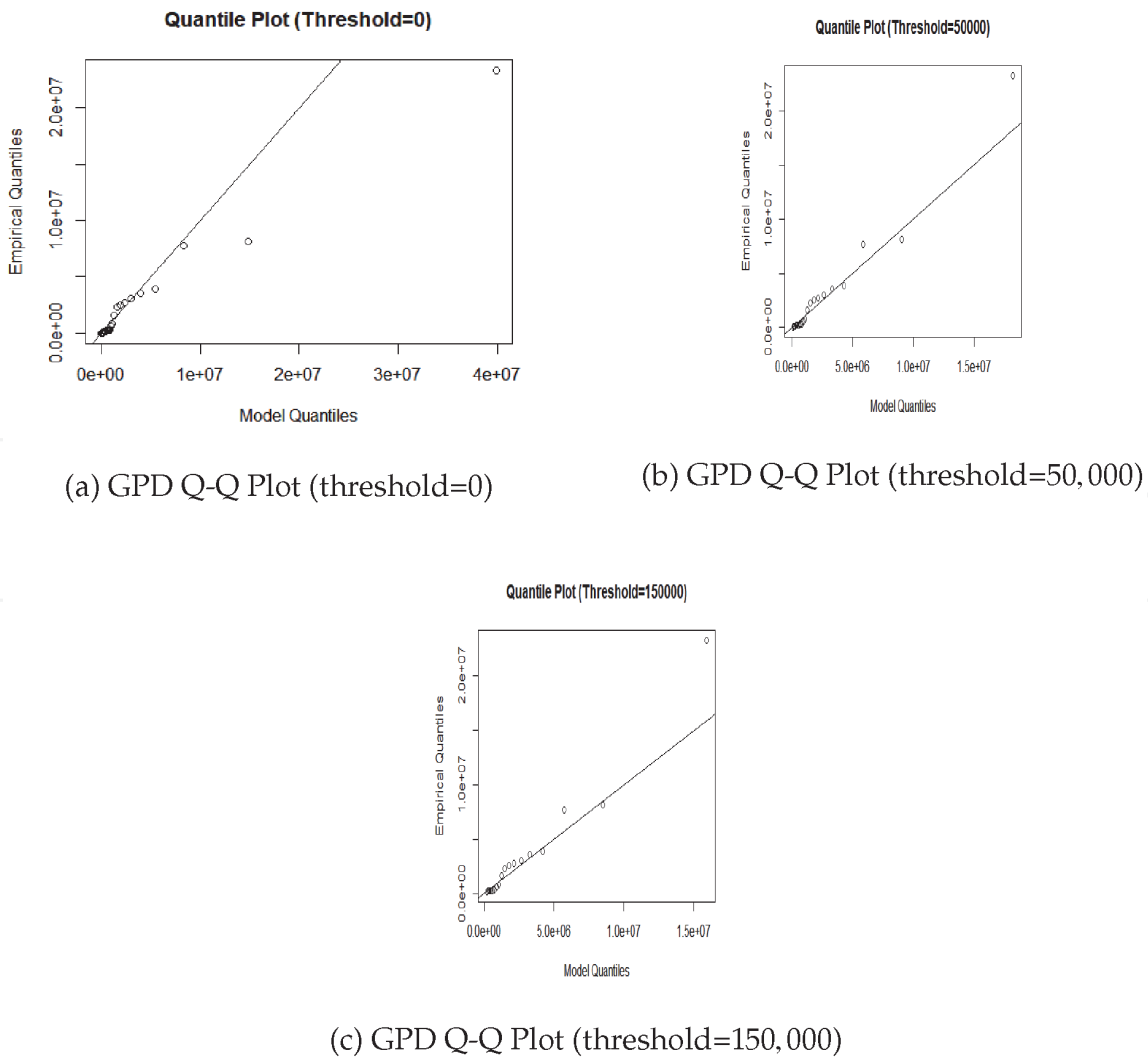 Quantile Plot (Threshold=0)
Empirical Quantiles
0.0e+00 1.0e+07 2.0e+07
0e+00 1e+07 2e+07 3e+07 4e+07
Model Quantiles
(a) GPD Q-Q Plot (threshold=0)
Quantile Plot (Threshold=50000)
Empirical Quantiles
0.0e+00 1.0e+07 2.0e+07
0.0e+00 5.0e+06 1.0e+07 1.5e+07
Model Quantiles
(b) GPD Q-Q Plot (threshold=50, 000)
Quantile Plot (Threshold=150000)
Empirical Quantiles
0.0e+00 1.0e+07 2.0e+07
0.0e+00 5.0e+06 1.0e+07 1.5e+07
Model Quantiles
(c) GPD Q-Q Plot (threshold=150, 000)